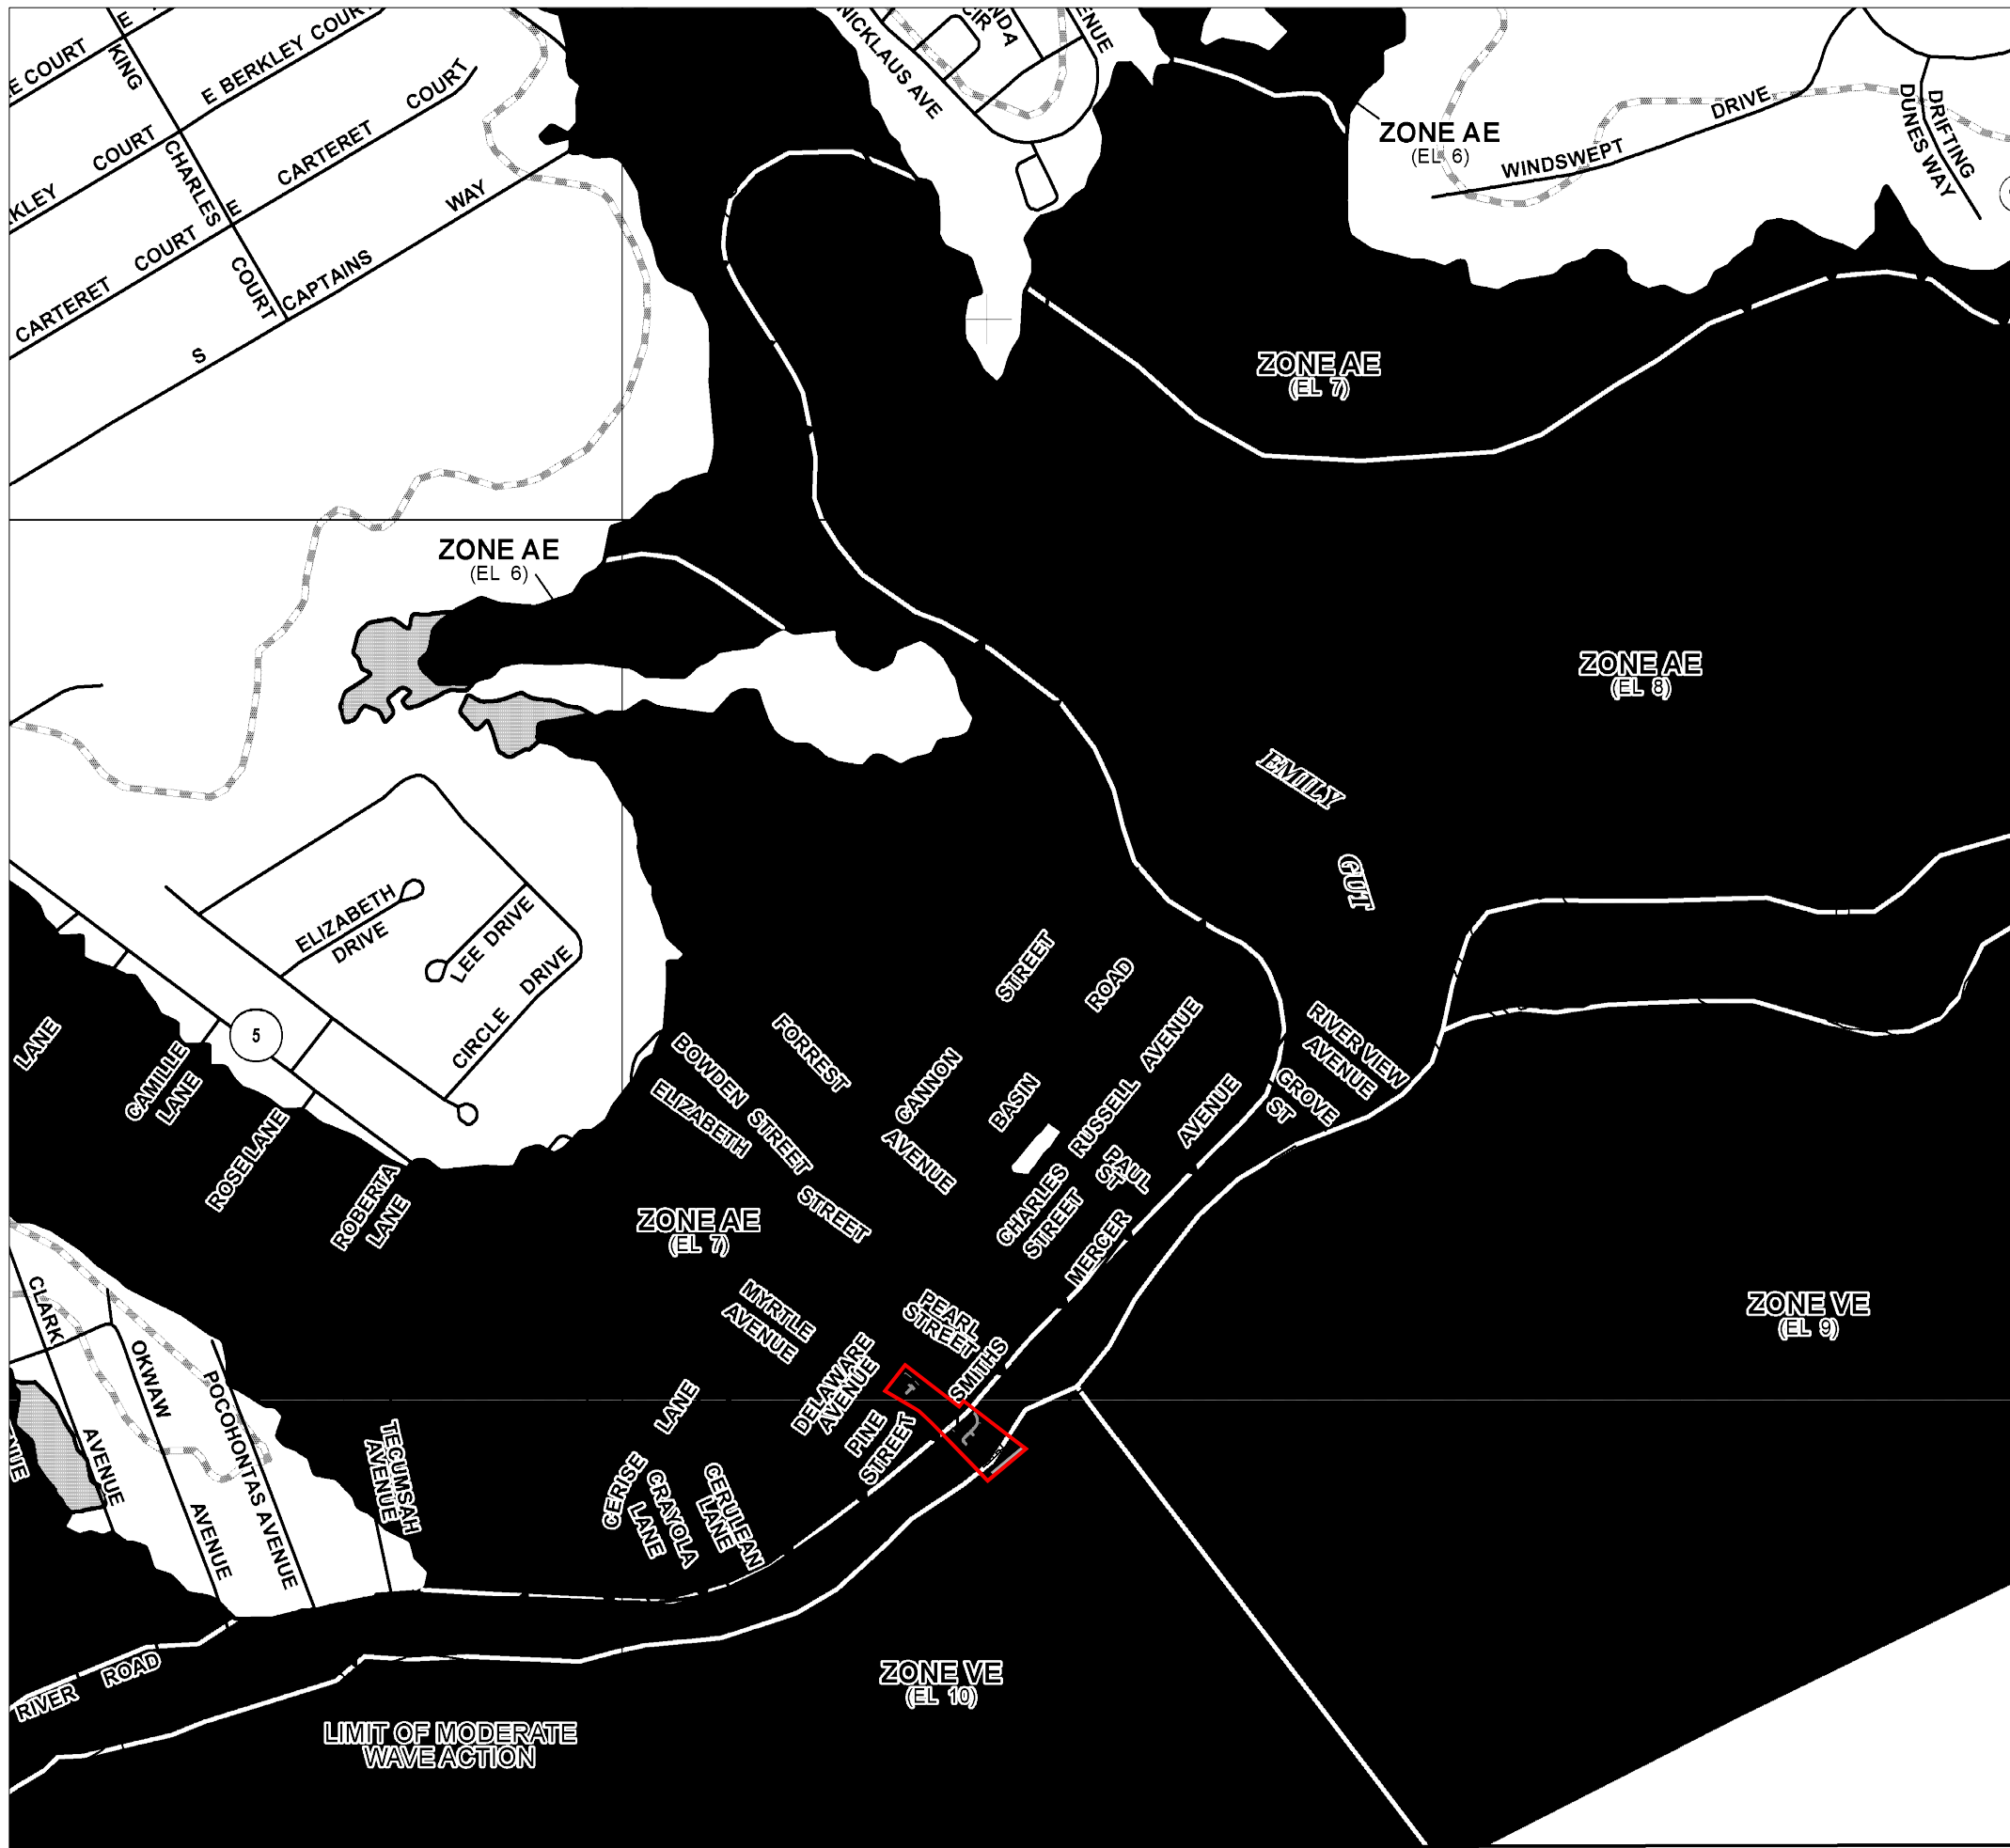 E COURT
KING
E
E BERKLEY COURT
COURT
CARTERET
E
COURT
CHARLES
COURT
CARTERET COURT
S
CAPTAINS
WAY
NICKLAUS AVE
CIR
NDA
ENUE
ZONE AE
(EL 6)
WINDSWEPT
DRIVE
DRIFTING
DUNES WAY
ZONE AE
(EL 7)
ZONE AE
(EL 6)
ZONE AE
(EL 8)
EMILY
GUT
ELIZABETH
DRIVE
LEE DRIVE
CIRCLE DRIVE
5
LANE
CAMILLE
LANE
ROSE LANE
ROBERTA
LANE
STREET
ROAD
FORREST
BOWDEN STREET
ELIZABETH
STREET
CANNON
AVENUE
BASIN
CHARLES
STREET
RUSSELL AVENUE
PAUL
ST
MERCER
AVENUE
RIVER VIEW
AVENUE
GROVE
ST
ZONE AE
(EL 7)
MYRTLE
AVENUE
PEARL
STREET
SMITHS
DELAWARE
AVENUE
PINE
STREET
ZONE VE
(EL 9)
CLARK
AVENUE
OKWAW
AVENUE
POCOHONTAS AVENUE
TECUMSAH
AVENUE
CERISE
LANE
CRAYOLA
LANE
CERULEAN
LANE
RIVER ROAD
ZONE VE
(EL 10)
LIMIT OF MODERATE
WAVE ACTION